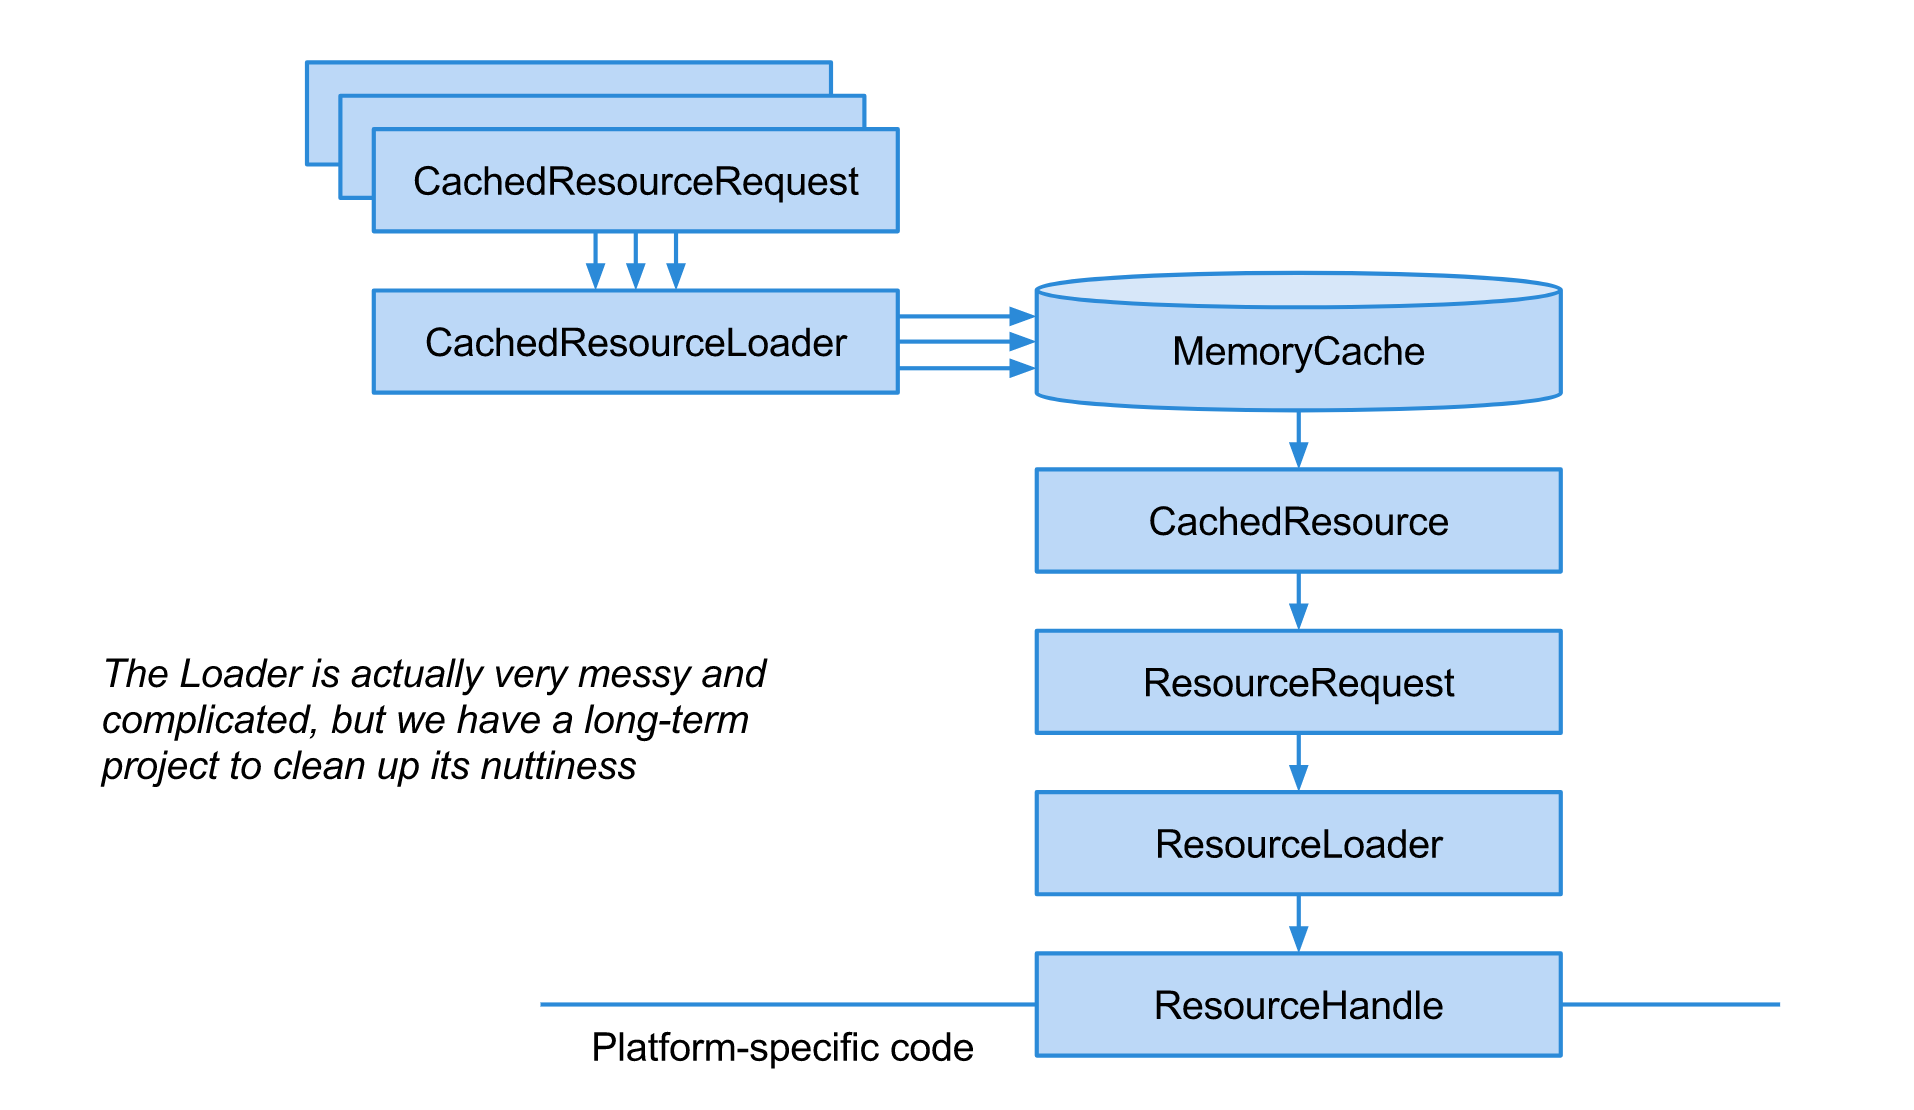 CachedResourceRequest
CachedResourceLoader
MemoryCache
CachedResource
The Loader is actually very messy and
complicated, but we have a long-term
project to clean up its nuttiness
ResourceRequest
ResourceLoader
ResourceHandle
Platform-specific code